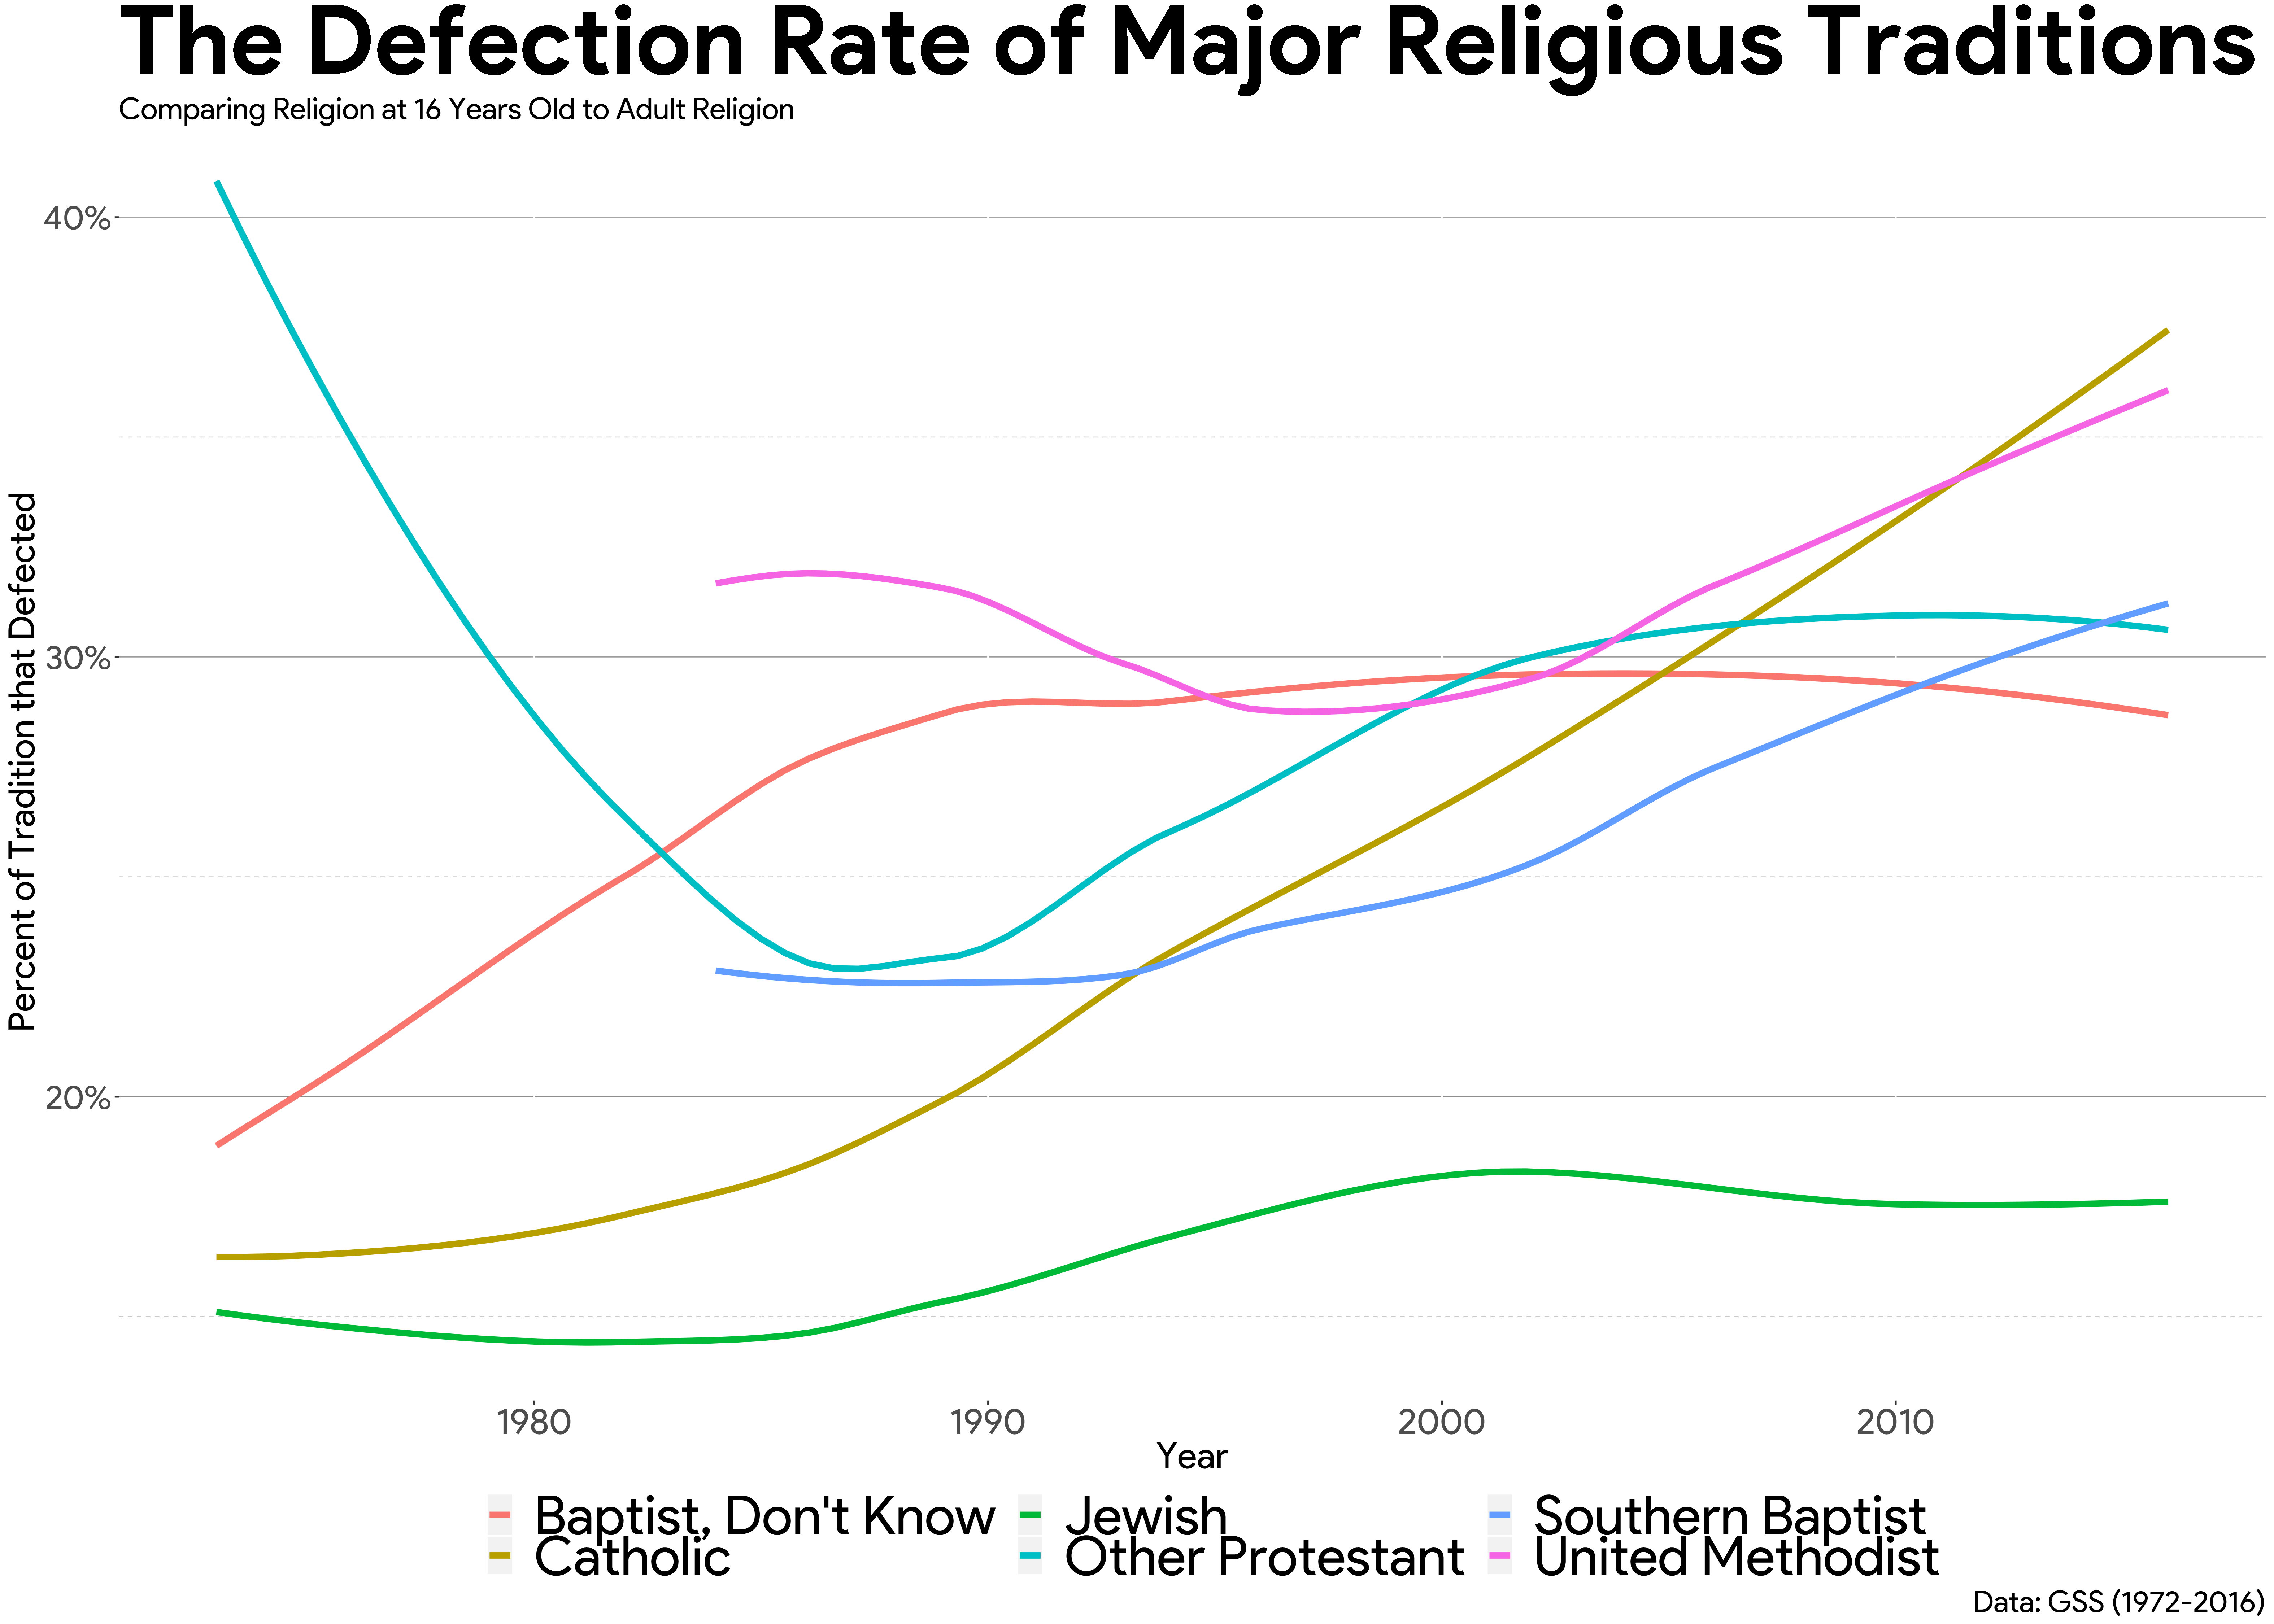 The Defection Rate of Major Religious Traditions
Comparing Religion at 16 Years Old to Adult Religion
Percent of Tradition that Defected
40%
30%
20%
1980 1990 2000 2010
Year
Baptist, Don't Know Jewish Southern Baptist
Catholic Other Protestant United Methodist
Data: GSS (1972-2016)